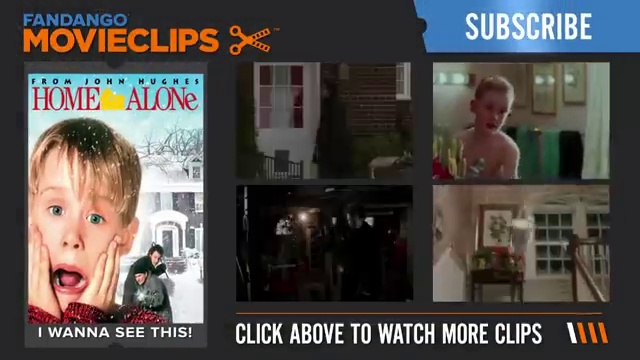 FANDANGO
MOVIECLIPS
SUBSCRIBE
FROM JOHN HUGHES
HOME ALONe
I WANNA SEE THIS!
CLICK ABOVE TO WATCH MORE CLIPS